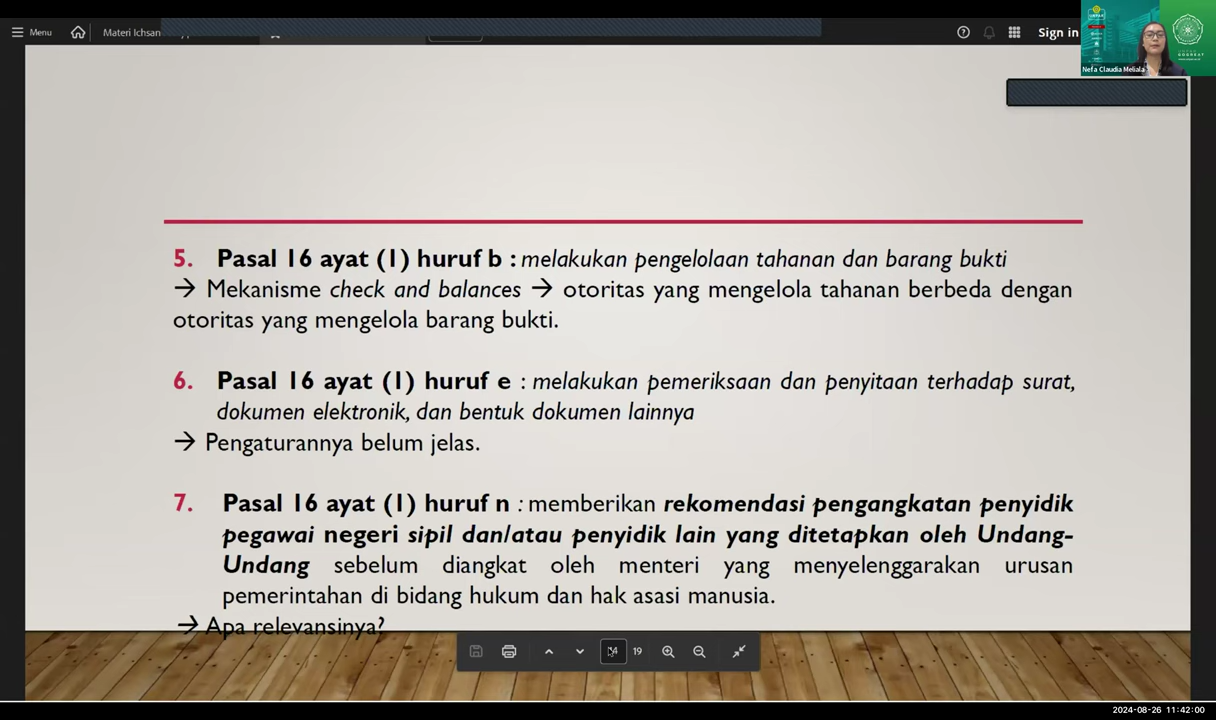 Menu
Materi Ichsan
Sign in
Nefa Claudia Meliala
5. Pasal 16 ayat (1) huruf b : melakukan pengelolaan tahanan dan barang bukti
→ Mekanisme check and balances → otoritas yang mengelola tahanan berbeda dengan
otoritas yang mengelola barang bukti.
6. Pasal 16 ayat (1) huruf e : melakukan pemeriksaan dan penyitaan terhadap surat,
dokumen elektronik, dan bentuk dokumen lainnya
→ Pengaturannya belum jelas.
7. Pasal 16 ayat (1) huruf n : memberikan rekomendasi pengangkatan penyidik
pegawai negeri sipil dan/atau penyidik lain yang ditetapkan oleh Undang-
Undang sebelum diangkat oleh menteri yang menyelenggarakan urusan
pemerintahan di bidang hukum dan hak asasi manusia.
→ Apa relevansinya?
19
2024-08-26 11:42:00